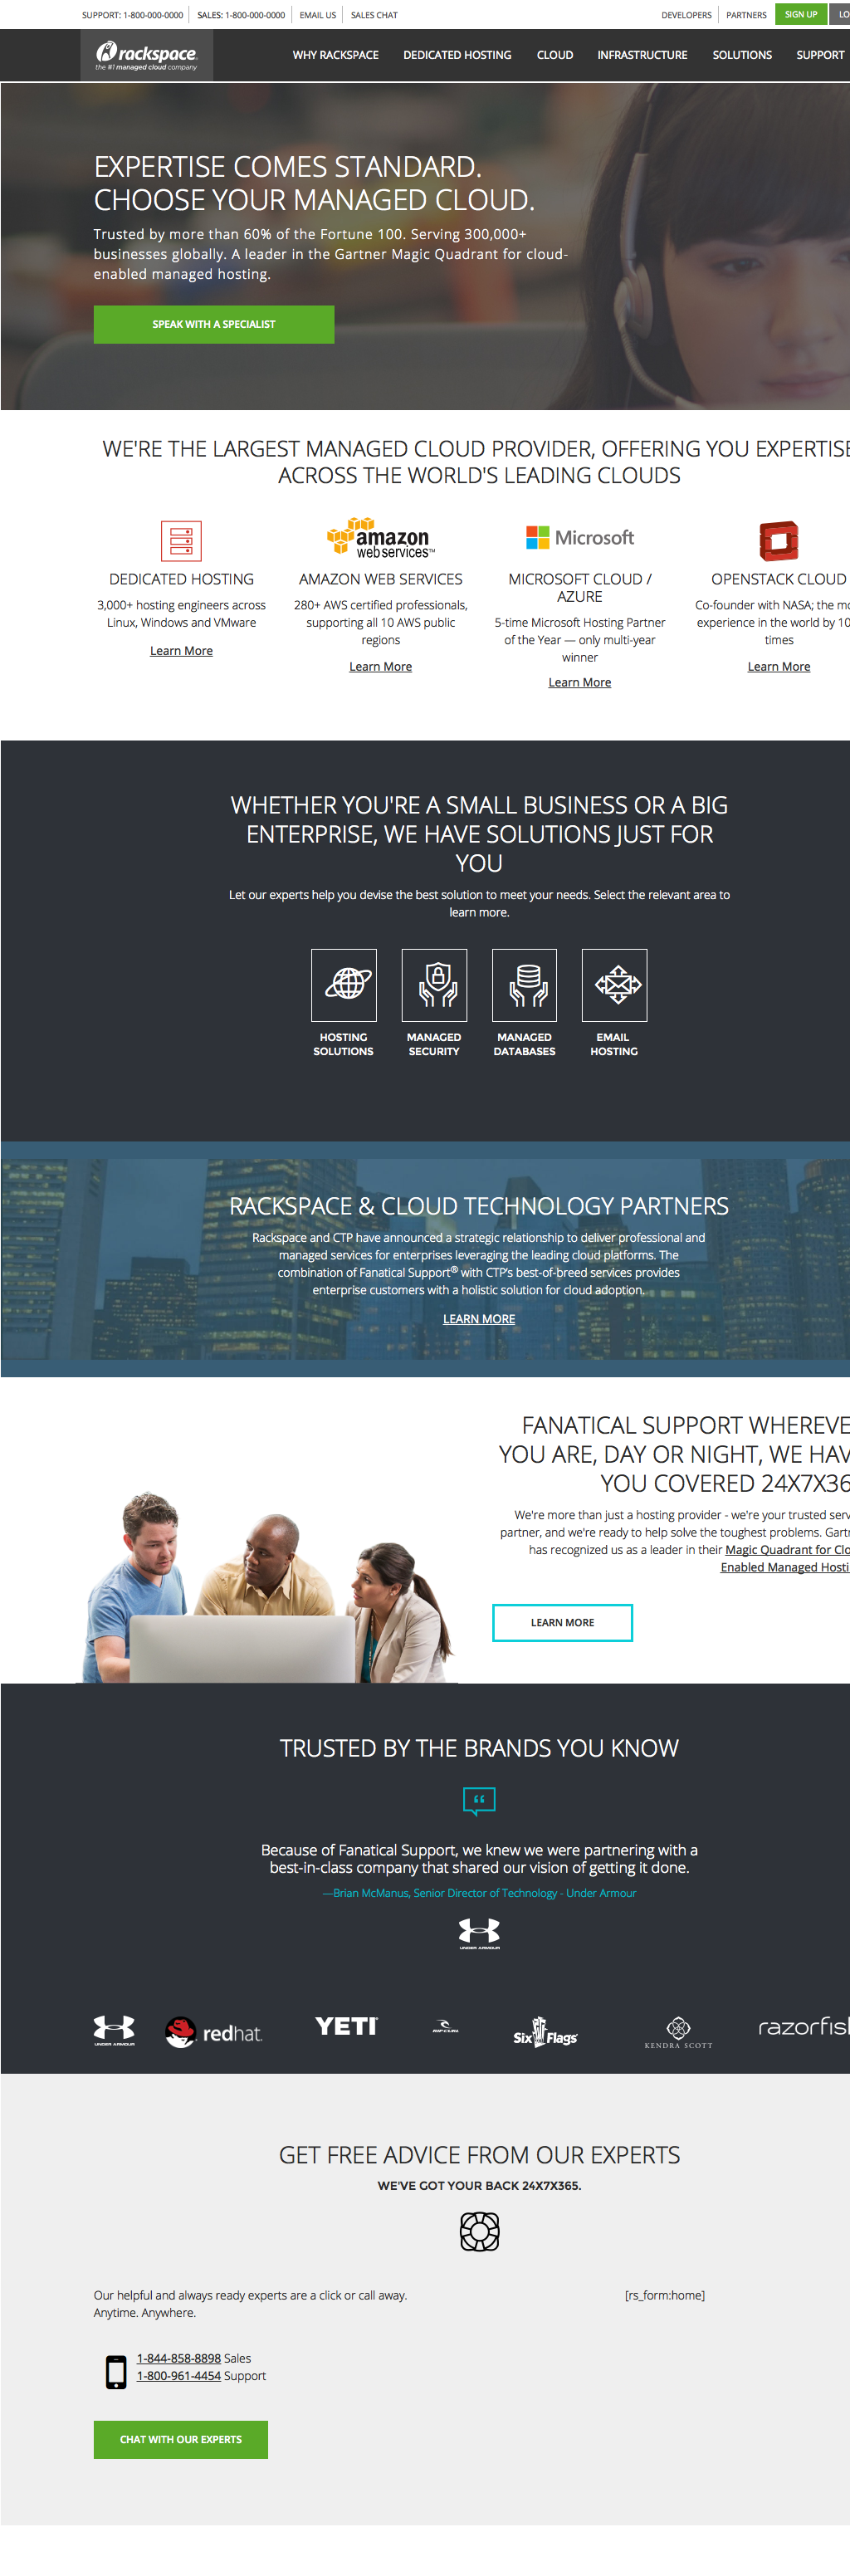 SUPPORT: 1-800-000-0000 SALES: 1-800-000-0000 EMAIL US SALES CHAT DEVELOPERS PARTNERS SIGN UP LO
rackspace
the #1 managed cloud company
WHY RACKSPACE DEDICATED HOSTING CLOUD INFRASTRUCTURE SOLUTIONS SUPPORT
EXPERTISE COMES STANDARD.
CHOOSE YOUR MANAGED CLOUD.
Trusted by more than 60% of the Fortune 100. Serving 300,000+
businesses globally. A leader in the Gartner Magic Quadrant for cloud-
enabled managed hosting.
SPEAK WITH A SPECIALIST
WE'RE THE LARGEST MANAGED CLOUD PROVIDER, OFFERING YOU EXPERTISE
ACROSS THE WORLD'S LEADING CLOUDS
DEDICATED HOSTING
3,000+ hosting engineers across
Linux, Windows and VMware
Learn More
amazon
web services™
AMAZON WEB SERVICES
280+ AWS certified professionals,
supporting all 10 AWS public
regions
Learn More
Microsoft
MICROSOFT CLOUD /
AZURE
5-time Microsoft Hosting Partner
of the Year — only multi-year
winner
Learn More
OPENSTACK CLOUD
Co-founder with NASA; the mo
experience in the world by 10
times
Learn More
WHETHER YOU'RE A SMALL BUSINESS OR A BIG
ENTERPRISE, WE HAVE SOLUTIONS JUST FOR
YOU
Let our experts help you devise the best solution to meet your needs. Select the relevant area to
learn more.
HOSTING
SOLUTIONS
MANAGED
SECURITY
MANAGED
DATABASES
EMAIL
HOSTING
RACKSPACE & CLOUD TECHNOLOGY PARTNERS
Rackspace and CTP have announced a strategic relationship to deliver professional and
managed services for enterprises leveraging the leading cloud platforms. The
combination of Fanatical Support® with CTP's best-of-breed services provides
enterprise customers with a holistic solution for cloud adoption.
LEARN MORE
FANATICAL SUPPORT WHEREVE
YOU ARE, DAY OR NIGHT, WE HAV
YOU COVERED 24X7X36
We're more than just a hosting provider - we're your trusted serv
partner, and we're ready to help solve the toughest problems. Gartn
has recognized us as a leader in their Magic Quadrant for Clo
Enabled Managed Hosti
LEARN MORE
TRUSTED BY THE BRANDS YOU KNOW
Because of Fanatical Support, we knew we were partnering with a
best-in-class company that shared our vision of getting it done.
—Brian McManus, Senior Director of Technology - Under Armour
UNDER ARMOUR
UNDER ARMOUR
redhat.
YETI
RIP CURL
Six Flags
KENDRA SCOTT
razorfish
GET FREE ADVICE FROM OUR EXPERTS
WE'VE GOT YOUR BACK 24X7X365.
Our helpful and always ready experts are a click or call away.
Anytime. Anywhere.
[rs_form:home]
1-844-858-8898 Sales
1-800-961-4454 Support
CHAT WITH OUR EXPERTS